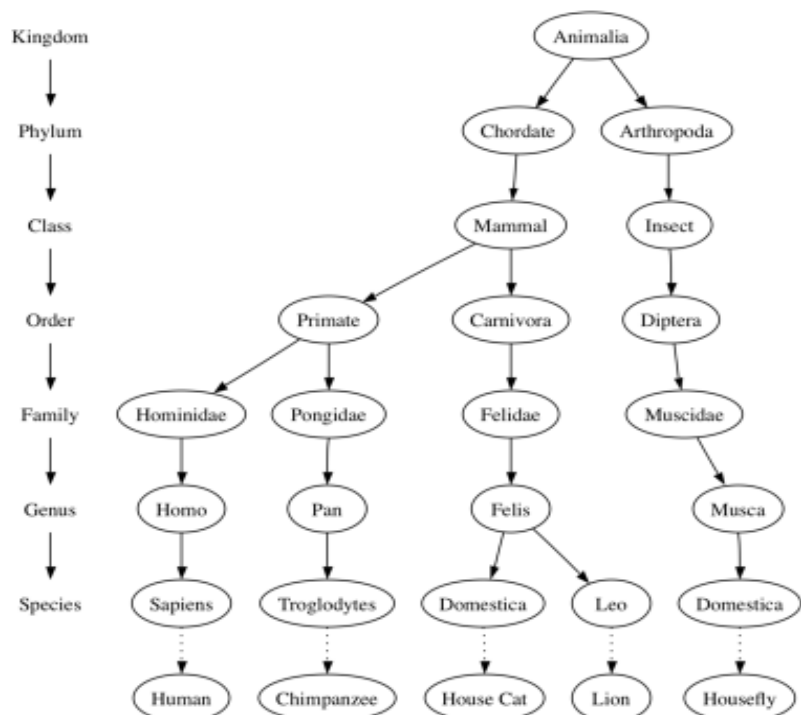 Kingdom Animalia
Phylum Chordate Arthropoda
Class Mammal Insect
Order Primate Carnivora Diptera
Family Hominidae Pongidae Felidae Muscidae
Genus Homo Pan Felis Musca
Species Sapiens Troglodytes Domestica Leo Domestica
Human Chimpanzee House Cat Lion Housefly